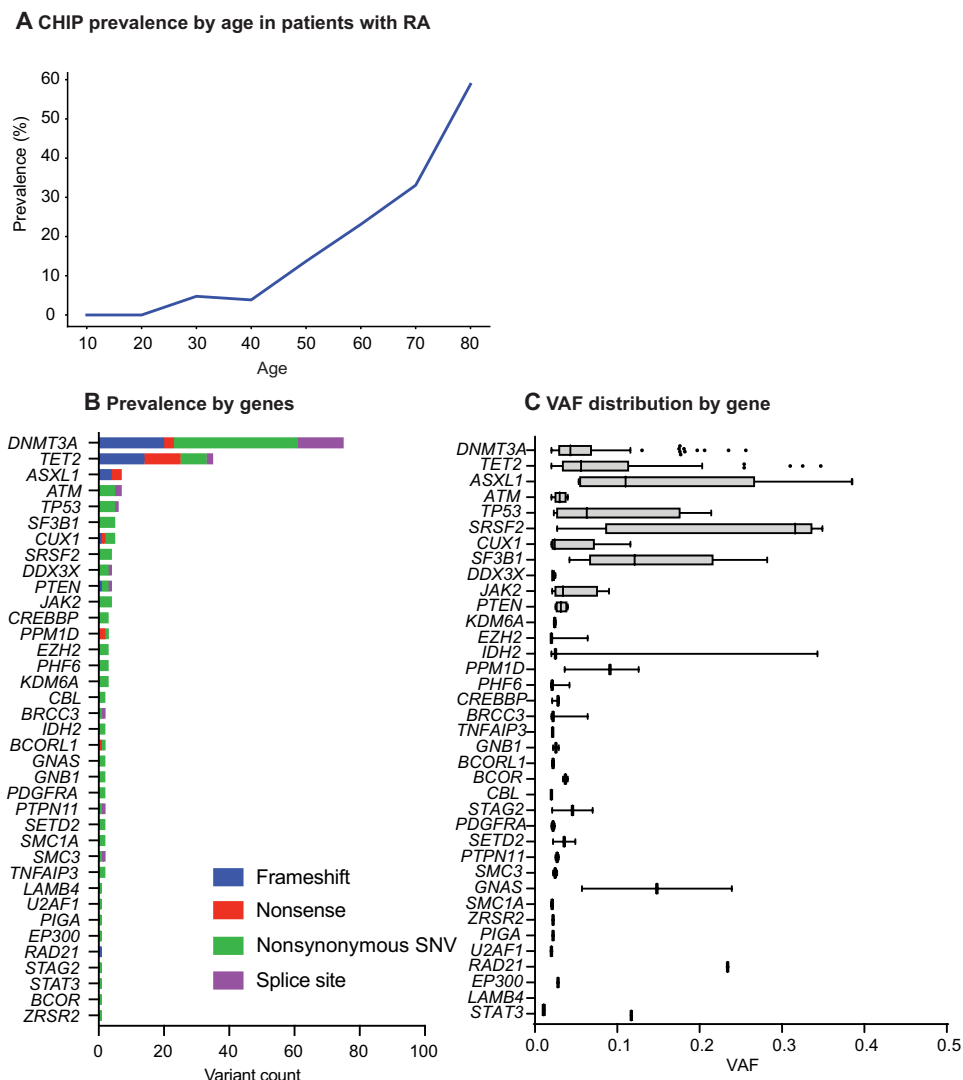 A CHIP prevalence by age in patients with RA
60
50
40
30
20
10
0
Prevalence (%)
10 20 30 40 50 60 70 80
Age
B Prevalence by genes
DNMT3A
TET2
ASXL1
ATM
TP53
SF3B1
CUX1
SRSF2
DDX3X
PTEN
JAK2
CREBBP
PPM1D
EZH2
PHF6
KDM6A
CBL
BRCC3
IDH2
BCORL1
GNAS
GNB1
PDGFRA
PTPN11
SETD2
SMC1A
SMC3
TNFAIP3
LAMB4
U2AF1
PIGA
EP300
RAD21
STAG2
STAT3
BCOR
ZRSR2
Frameshift
Nonsense
Nonsynonymous SNV
Splice site
0 20 40 60 80 100
Variant count
C VAF distribution by gene
DNMT3A
TET2
ASXL1
ATM
TP53
SRSF2
CUX1
SF3B1
DDX3X
JAK2
PTEN
KDM6A
EZH2
IDH2
PPM1D
PHF6
CREBBP
BRCC3
TNFAIP3
GNB1
BCORL1
BCOR
CBL
STAG2
PDGFRA
SETD2
PTPN11
SMC3
GNAS
SMC1A
ZRSR2
PIGA
U2AF1
RAD21
EP300
LAMB4
STAT3
0.0 0.1 0.2 0.3 0.4 0.5
VAF